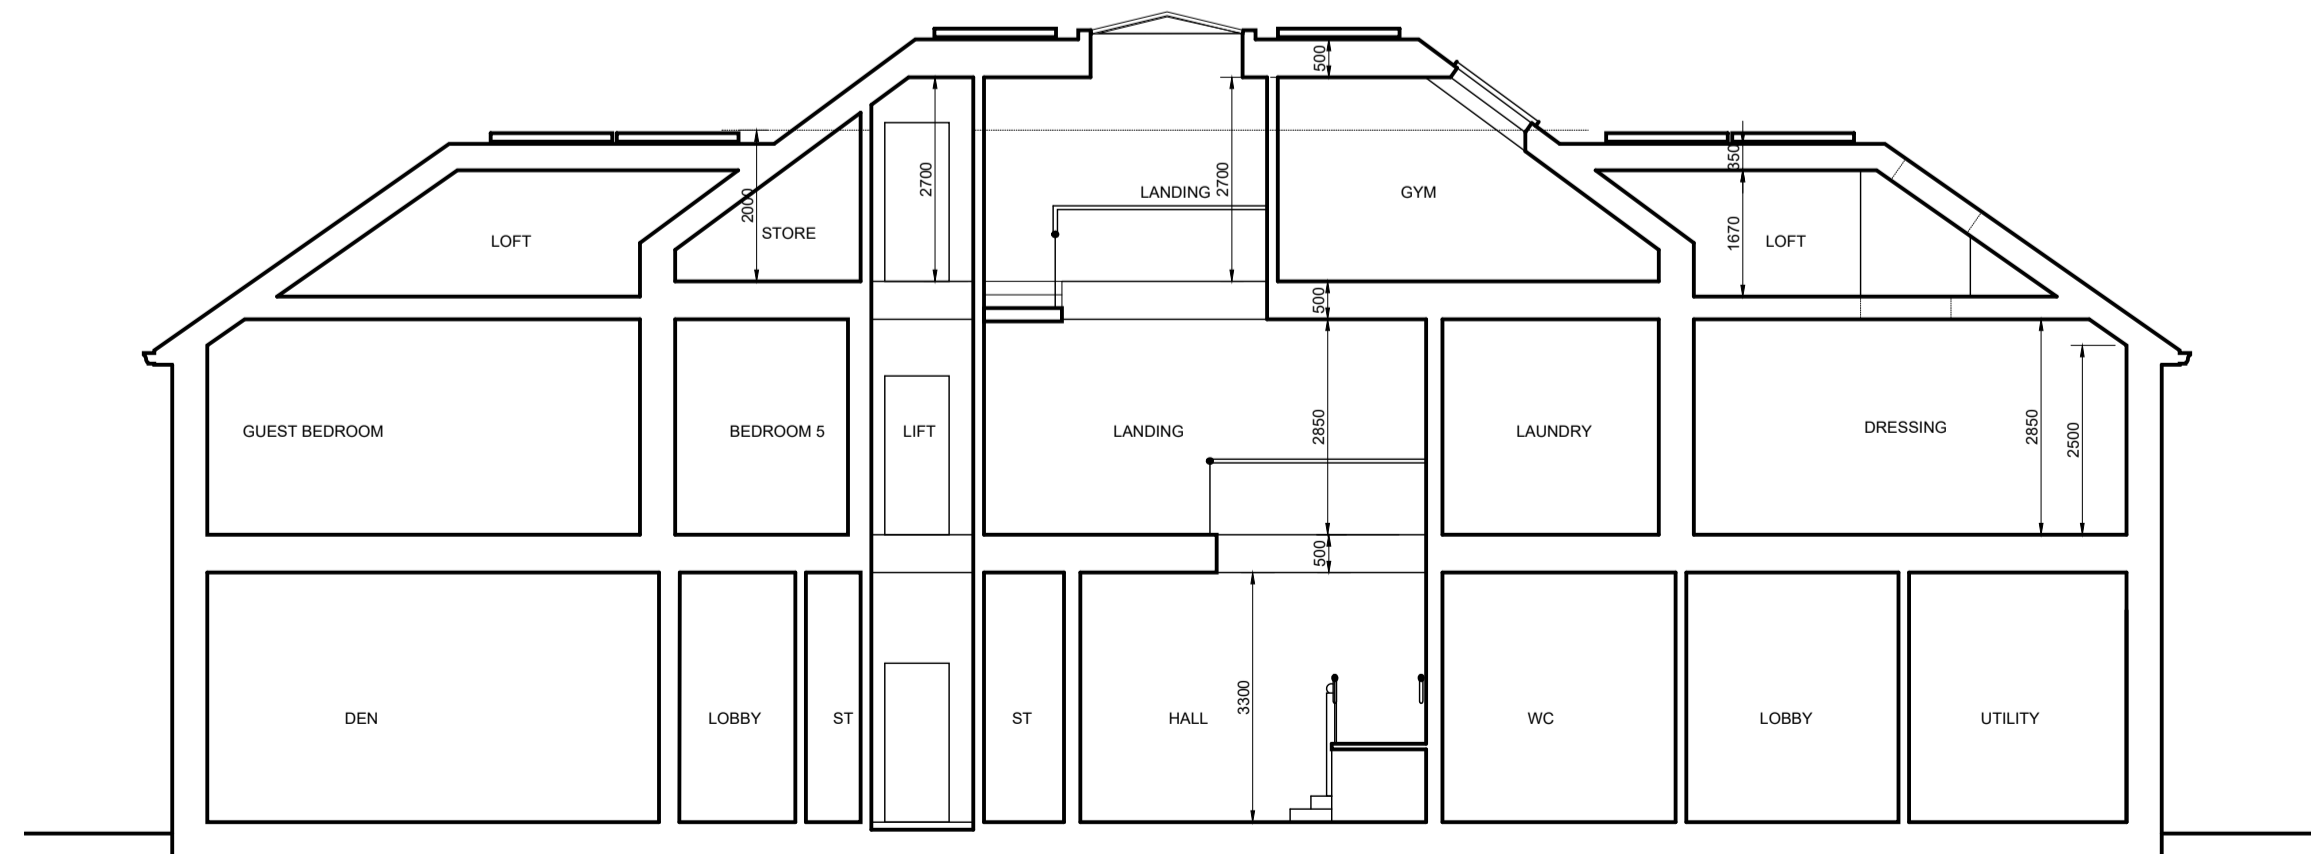 500
2700
2700
LANDING
GYM
2000
STORE
LOFT
350
1670
LOFT
500
GUEST BEDROOM
BEDROOM 5
LIFT
LANDING
2850
LAUNDRY
DRESSING
2850
2500
500
DEN
LOBBY
ST
ST
HALL
3300
WC
LOBBY
UTILITY